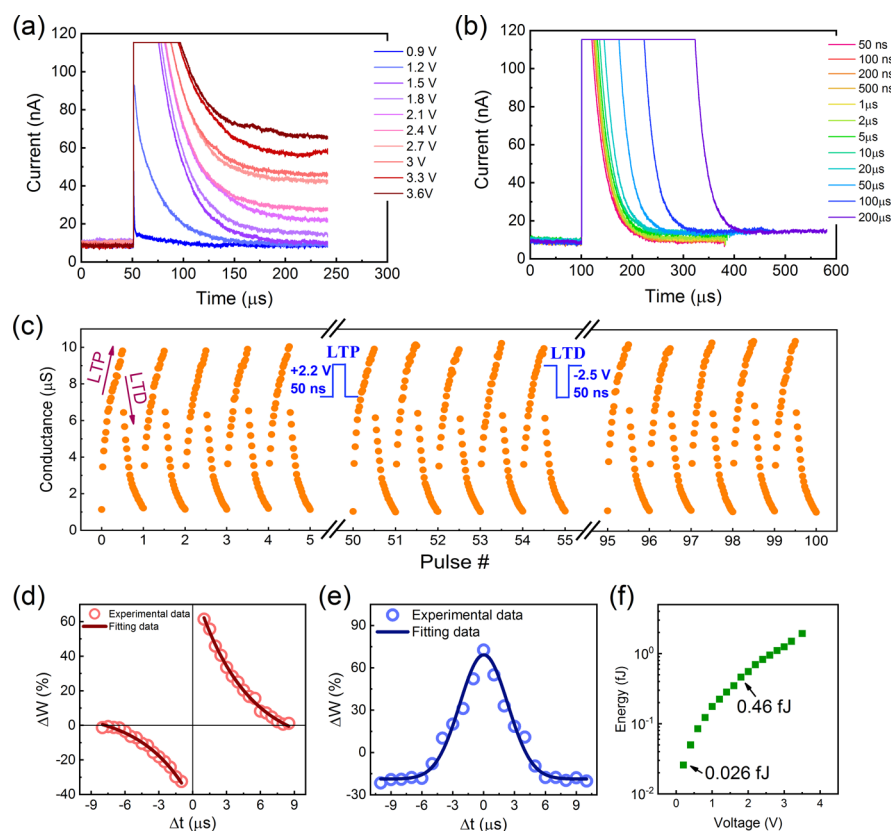 (a)
120
100
80
60
40
20
0
Current (nA)
0 50 100 150 200 250 300
Time (μs)
0.9 V
1.2 V
1.5 V
1.8 V
2.1 V
2.4 V
2.7 V
3 V
3.3 V
3.6V
(b)
120
100
80
60
40
20
0
Current (nA)
0 100 200 300 400 500 600
Time (μs)
50 ns
100 ns
200 ns
500 ns
1μs
2μs
5μs
10μs
20μs
50μs
100μs
200μs
(c)
10
8
6
4
2
0
Conductance (μS)
LTP
LTD
LTP
+2.2 V
50 ns
LTD
-2.5 V
50 ns
0 1 2 3 4 5 50 51 52 53 54 55 95 96 97 98 99 100
Pulse #
(d)
60
40
20
0
-20
-40
ΔW (%)
Experimental data
Fitting data
-9 -6 -3 0 3 6 9
Δt (μs)
(e)
90
60
30
0
-30
ΔW (%)
Experimental data
Fitting data
-9 -6 -3 0 3 6 9
Δt (μs)
(f)
10⁰
10⁻¹
10⁻²
Energy (fJ)
0.46 fJ
0.026 fJ
0 1 2 3 4
Voltage (V)